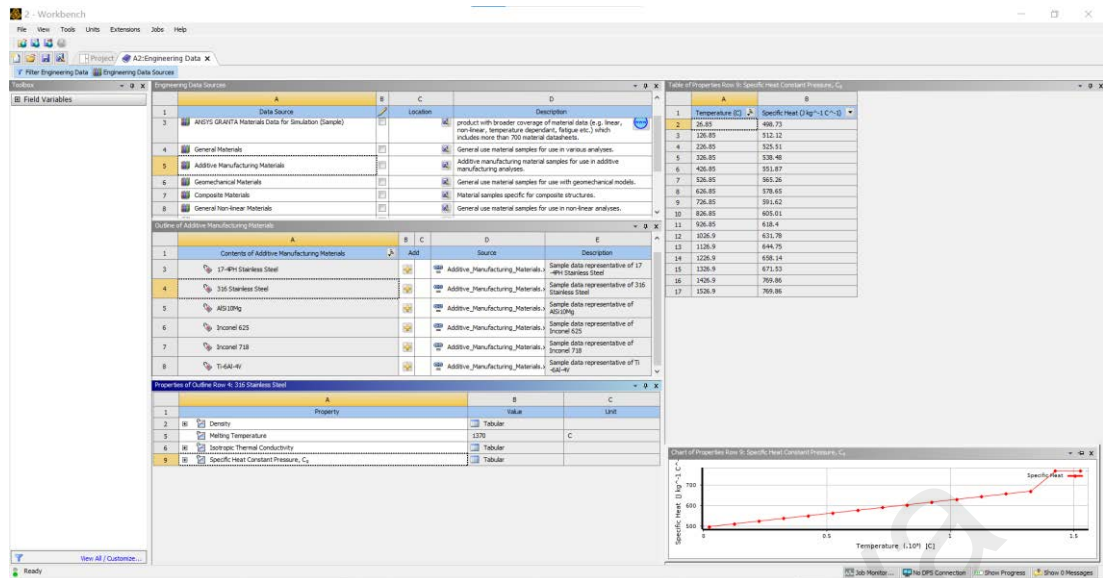 2 - Workbench
File View Tools Units Extensions Jobs Help
Project A2:Engineering Data
Filter Engineering Data Engineering Data Sources
Toolbox
Field Variables
View All / Customize...
Engineering Data Sources
A B C D
1 Data Source Location Description
3 ANSYS GRANTA Materials Data for Simulation (Sample) product with broader coverage of material data (e.g. linear,
non-linear, temperature dependant, fatigue etc.) which
includes more than 700 material datasheets.
4 General Materials General use material samples for use in various analyses.
5 Additive Manufacturing Materials Additive manufacturing material samples for use in additive
manufacturing analyses.
6 Geomechanical Materials General use material samples for use with geomechanical models.
7 Composite Materials Material samples specific for composite structures.
8 General Non-linear Materials General use material samples for use in non-linear analyses.
Outline of Additive Manufacturing Materials
A B C D E
1 Contents of Additive Manufacturing Materials Add Source Description
3 17-4PH Stainless Steel Additive_Manufacturing_Materials.x Sample data representative of 17
-4PH Stainless Steel
4 316 Stainless Steel Additive_Manufacturing_Materials.x Sample data representative of 316
Stainless Steel
5 AlSi10Mg Additive_Manufacturing_Materials.x Sample data representative of
AlSi10Mg
6 Inconel 625 Additive_Manufacturing_Materials.x Sample data representative of
Inconel 625
7 Inconel 718 Additive_Manufacturing_Materials.x Sample data representative of
Inconel 718
8 Ti-6Al-4V Additive_Manufacturing_Materials.x Sample data representative of Ti
-6Al-4V
Properties of Outline Row 4: 316 Stainless Steel
A B C
1 Property Value Unit
2 Density Tabular
5 Melting Temperature 1370 C
6 Isotropic Thermal Conductivity Tabular
9 Specific Heat Constant Pressure, Cₚ Tabular
Table of Properties Row 9: Specific Heat Constant Pressure, Cₚ
A B
1 Temperature (C) Specific Heat (J kg^-1 C^-1)
2 26.85 498.73
3 126.85 512.12
4 226.85 525.51
5 326.85 538.48
6 426.85 551.87
7 526.85 565.26
8 626.85 578.65
9 726.85 591.62
10 826.85 605.01
11 926.85 618.4
12 1026.9 631.78
13 1126.9 644.75
14 1226.9 658.14
15 1326.9 671.53
16 1426.9 769.86
17 1526.9 769.86
Chart of Properties Row 9: Specific Heat Constant Pressure, Cₚ
Specific Heat
Specific Heat [J kg^-1 C^-
700
600
500
0 0.5 1 1.5
Temperature (.10³) [C]
Ready
Job Monitor... No DPS Connection Show Progress Show 0 Messages